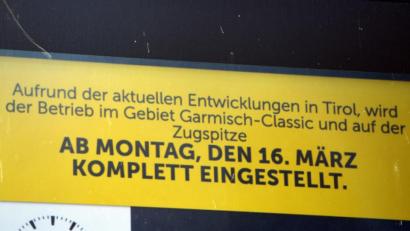 Aufrund der aktuellen Entwicklungen in Tirol, wird
der Betrieb im Gebiet Garmisch-Classic und auf der
Zugspitze
AB MONTAG, DEN 16. MÄRZ
KOMPLETT EINGESTELLT.